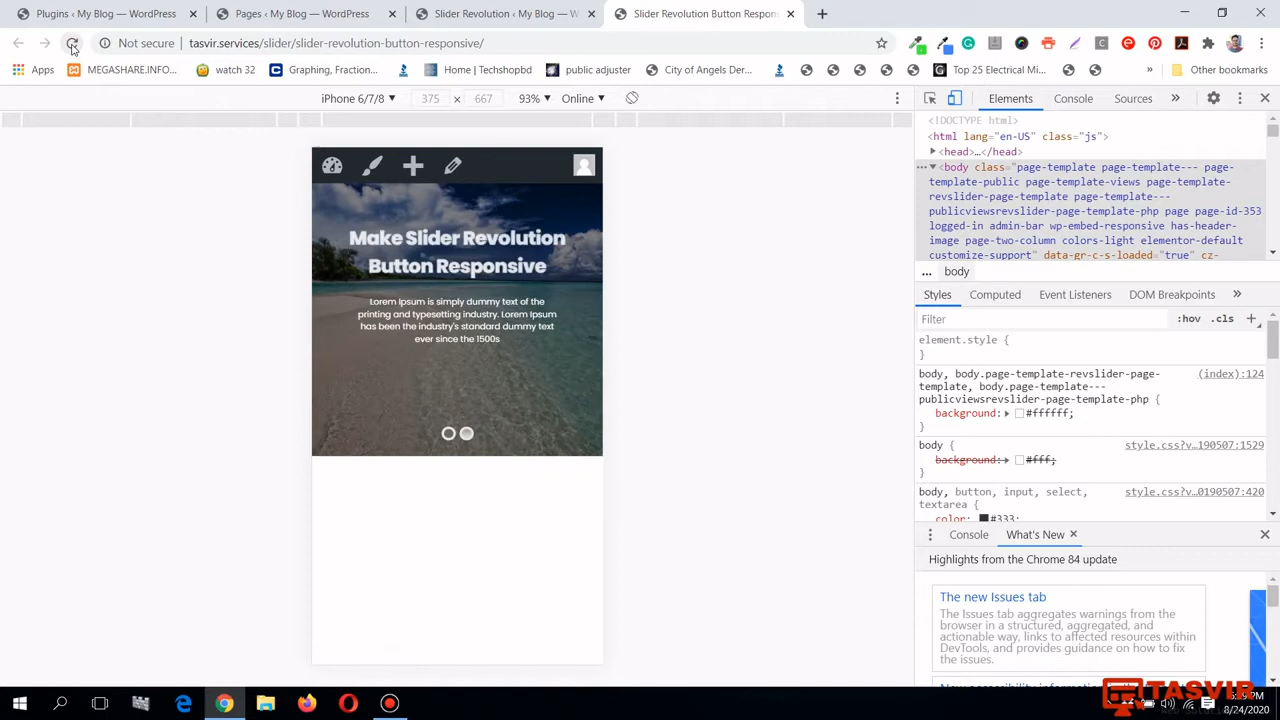 Plugins ‹ My Blog — WordPress
Pages ‹ My Blog — WordPress
Slider Revolution ‹ My Blog — W
Slider Revolution Button Respon
Not secure
tasvir.services/slider/slider-revolution-button-responsive/
Apps
MEGASHARE.INFO...
watch 32
Graphing, Fraction...
Home | Techshopbd
public adjuster
City of Angels Der...
Top 25 Electrical Mi...
»
Other bookmarks
iPhone 6/7/8
375
×
667
93%
Online
Elements
Console
Sources
»
Make Slider Revolution
Button Responsive
Lorem Ipsum is simply dummy text of the
printing and typesetting industry. Lorem Ipsum
has been the industry's standard dummy text
ever since the 1500s
<!DOCTYPE html>
<html lang="en-US" class="js">
<head>…</head>
<body class="page-template page-template--- page-
template-public page-template-views page-template-
revslider-page-template page-template---
publicviewsrevslider-page-template-php page page-id-353
logged-in admin-bar wp-embed-responsive has-header-
image page-two-column colors-light elementor-default
customize-support" data-gr-c-s-loaded="true" cz-
... body
Styles
Computed
Event Listeners
DOM Breakpoints
»
Filter
:hov
.cls
element.style {
}
body, body.page-template-revslider-page-
template, body.page-template---
publicviewsrevslider-page-template-php {
(index):124
background: #ffffff;
}
body {
style.css?v…190507:1529
background: #fff;
}
body, button, input, select,
textarea {
style.css?v…0190507:420
color: #333;
Console
What's New
Highlights from the Chrome 84 update
The new Issues tab
The Issues tab aggregates warnings from the
browser in a structured, aggregated, and
actionable way, links to affected resources within
DevTools, and provides guidance on how to fix
the issues.
TASVIR
8/24/2020